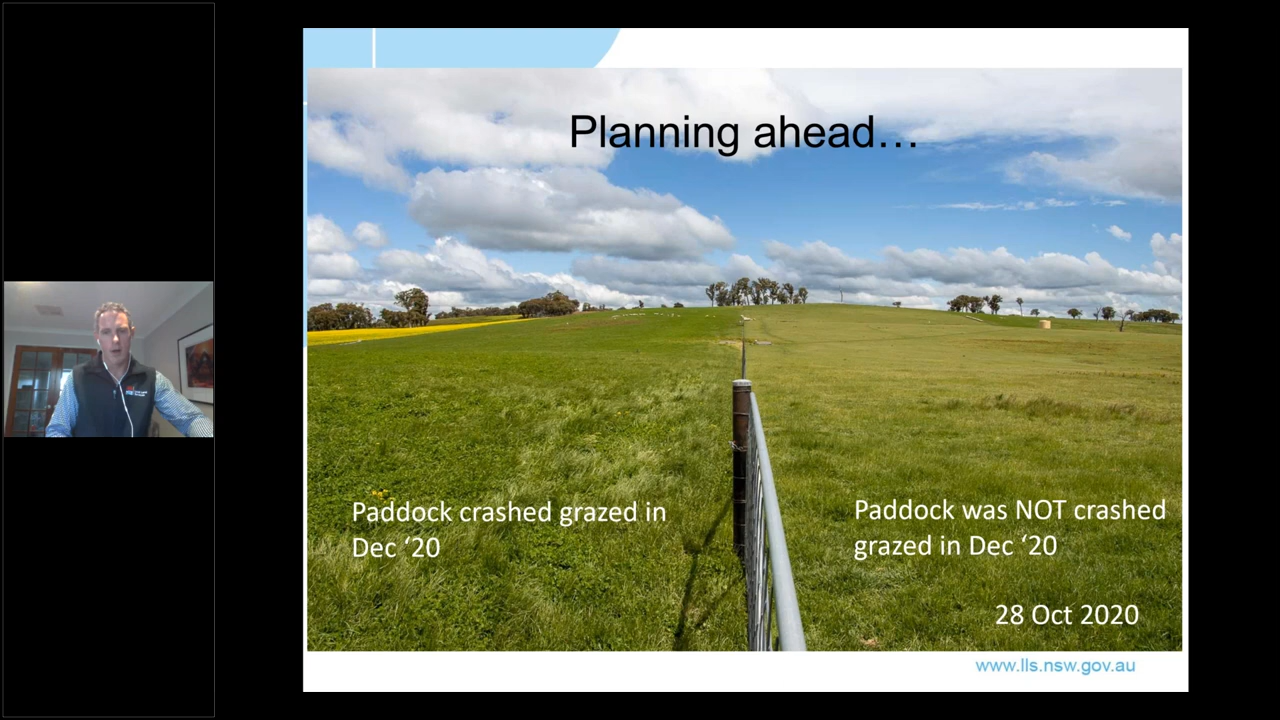 Planning ahead…
Paddock crashed grazed in
Dec ‘20
Paddock was NOT crashed
grazed in Dec ‘20
28 Oct 2020
www.lls.nsw.gov.au